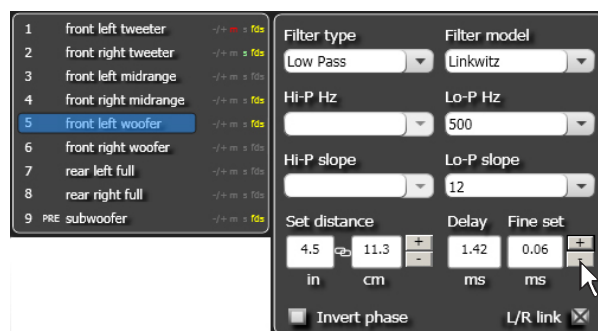 1 front left tweeter -/+ m s fds
2 front right tweeter -/+ m s fds
3 front left midrange -/+ m s fds
4 front right midrange -/+ m s fds
5 front left woofer -/+ m s fds
6 front right woofer -/+ m s fds
7 rear left full -/+ m s fds
8 rear right full -/+ m s fds
9 PRE subwoofer -/+ m s fds
Filter type Filter model
Low Pass Linkwitz
Hi-P Hz Lo-P Hz
500
Hi-P slope Lo-P slope
12
Set distance Delay Fine set
4.5 11.3 + - 1.42 0.06 + -
in cm ms ms
Invert phase L/R link